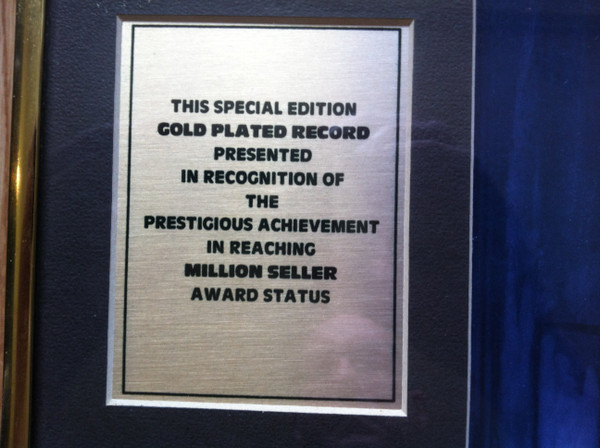 THIS SPECIAL EDITION
GOLD PLATED RECORD
PRESENTED
IN RECOGNITION OF
THE
PRESTIGIOUS ACHIEVEMENT
IN REACHING
MILLION SELLER
AWARD STATUS